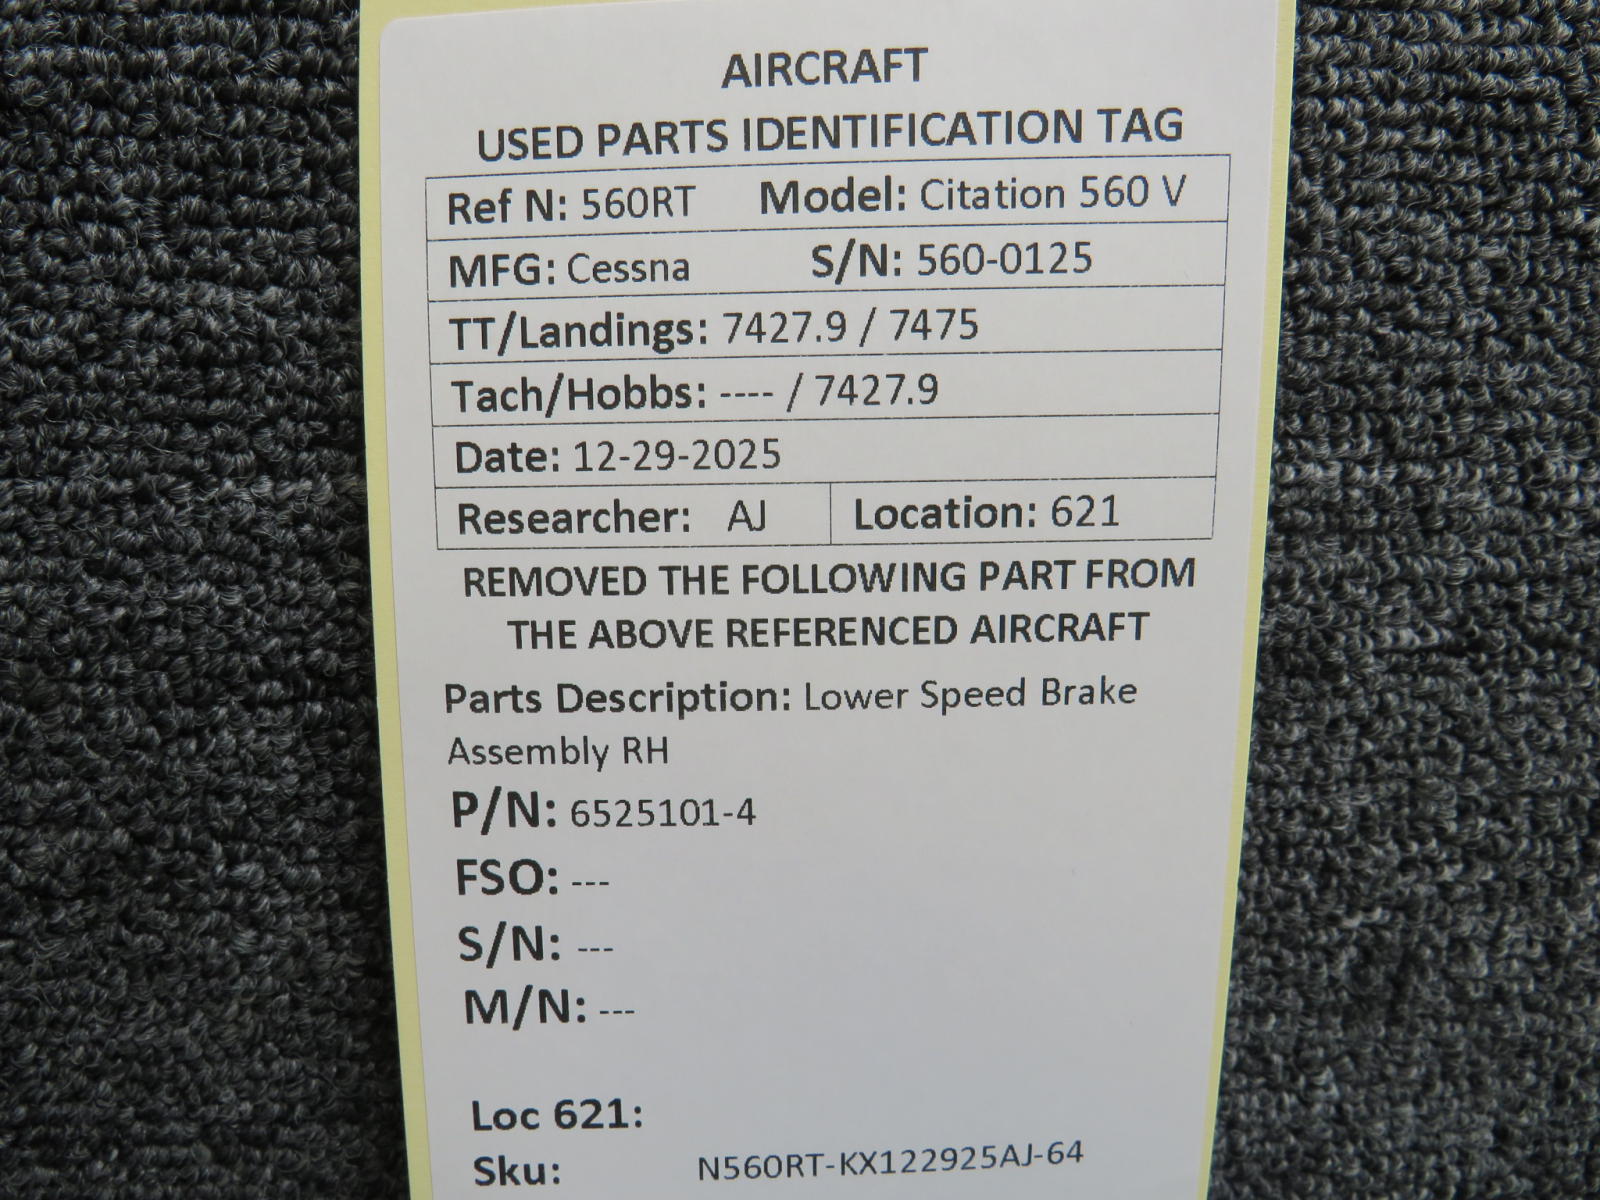 AIRCRAFT
USED PARTS IDENTIFICATION TAG
Ref N: 560RT Model: Citation 560 V
MFG: Cessna S/N: 560-0125
TT/Landings: 7427.9 / 7475
Tach/Hobbs: ---- / 7427.9
Date: 12-29-2025
Researcher: AJ Location: 621
REMOVED THE FOLLOWING PART FROM
THE ABOVE REFERENCED AIRCRAFT
Parts Description: Lower Speed Brake
Assembly RH
P/N: 6525101-4
FSO: ---
S/N: ---
M/N: ---
Loc 621:
Sku: N560RT-KX122925AJ-64